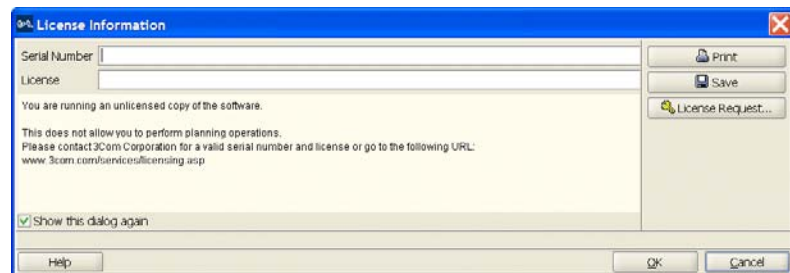 License Information
Serial Number
Print
License
Save
You are running an unlicensed copy of the software.
License Request...
This does not allow you to perform planning operations.
Please contact 3Com Corporation for a valid serial number and license or go to the following URL:
www.3com.com/services/licensing.asp
Show this dialog again
Help
OK
Cancel